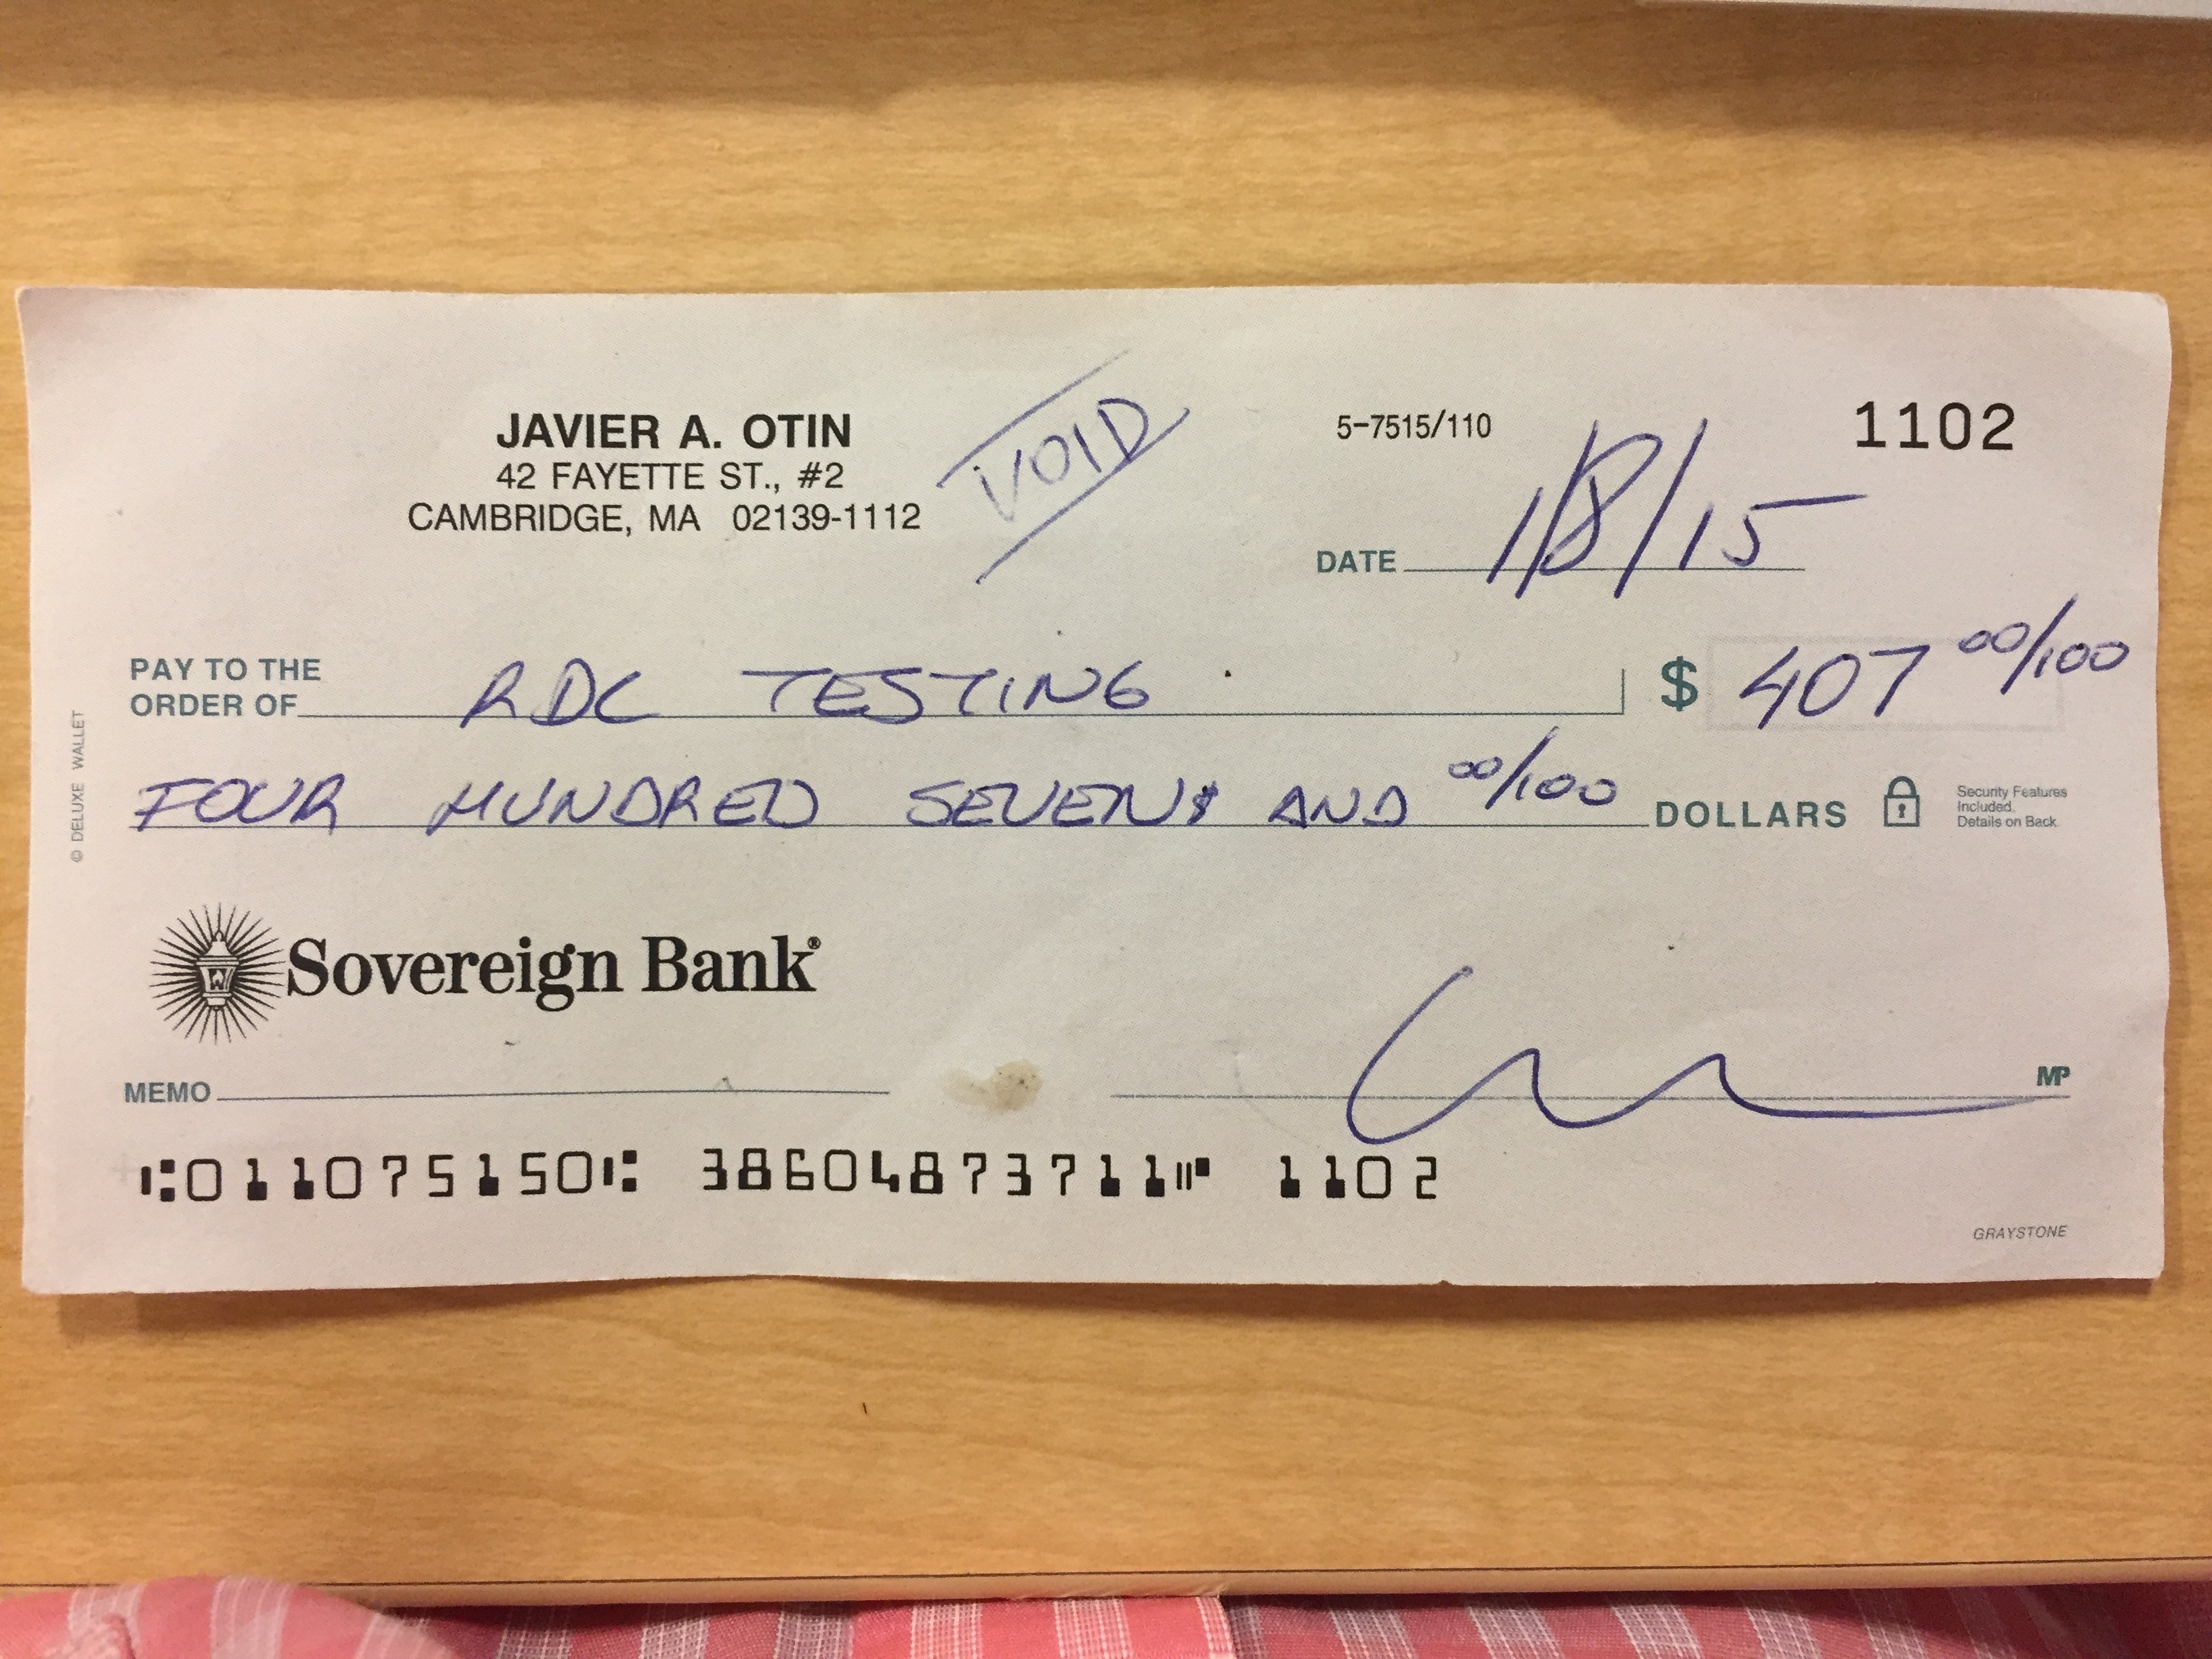 JAVIER A. OTIN
42 FAYETTE ST., #2
CAMBRIDGE, MA 02139-1112
VOID
5-7515/110
1102
DATE 1/8/15
PAY TO THE
ORDER OF RDC TESTING $ 407 00/100
FOUR HUNDRED SEVEN AND 00/100 DOLLARS
Security Features
Included.
Details on Back.
© DELUXE WALLET
Sovereign Bank®
MEMO
MP
⑆011075150⑆ 38604873711⑈ 1102
GRAYSTONE